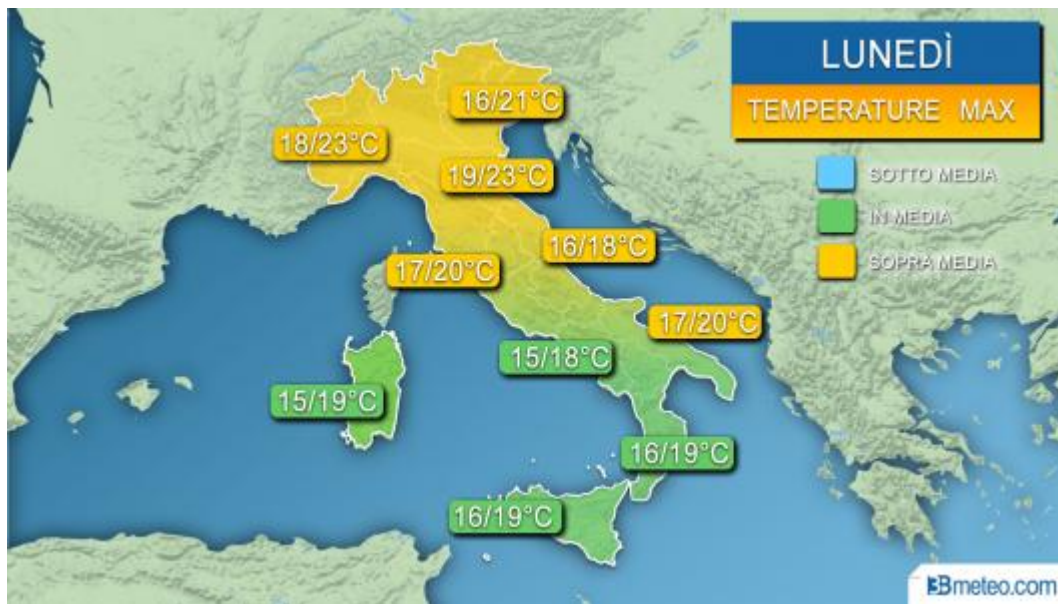 LUNEDÌ
TEMPERATURE MAX
SOTTO MEDIA
IN MEDIA
SOPRA MEDIA
16/21°C
18/23°C
19/23°C
16/18°C
17/20°C
17/20°C
15/18°C
15/19°C
16/19°C
16/19°C
3Bmeteo.com